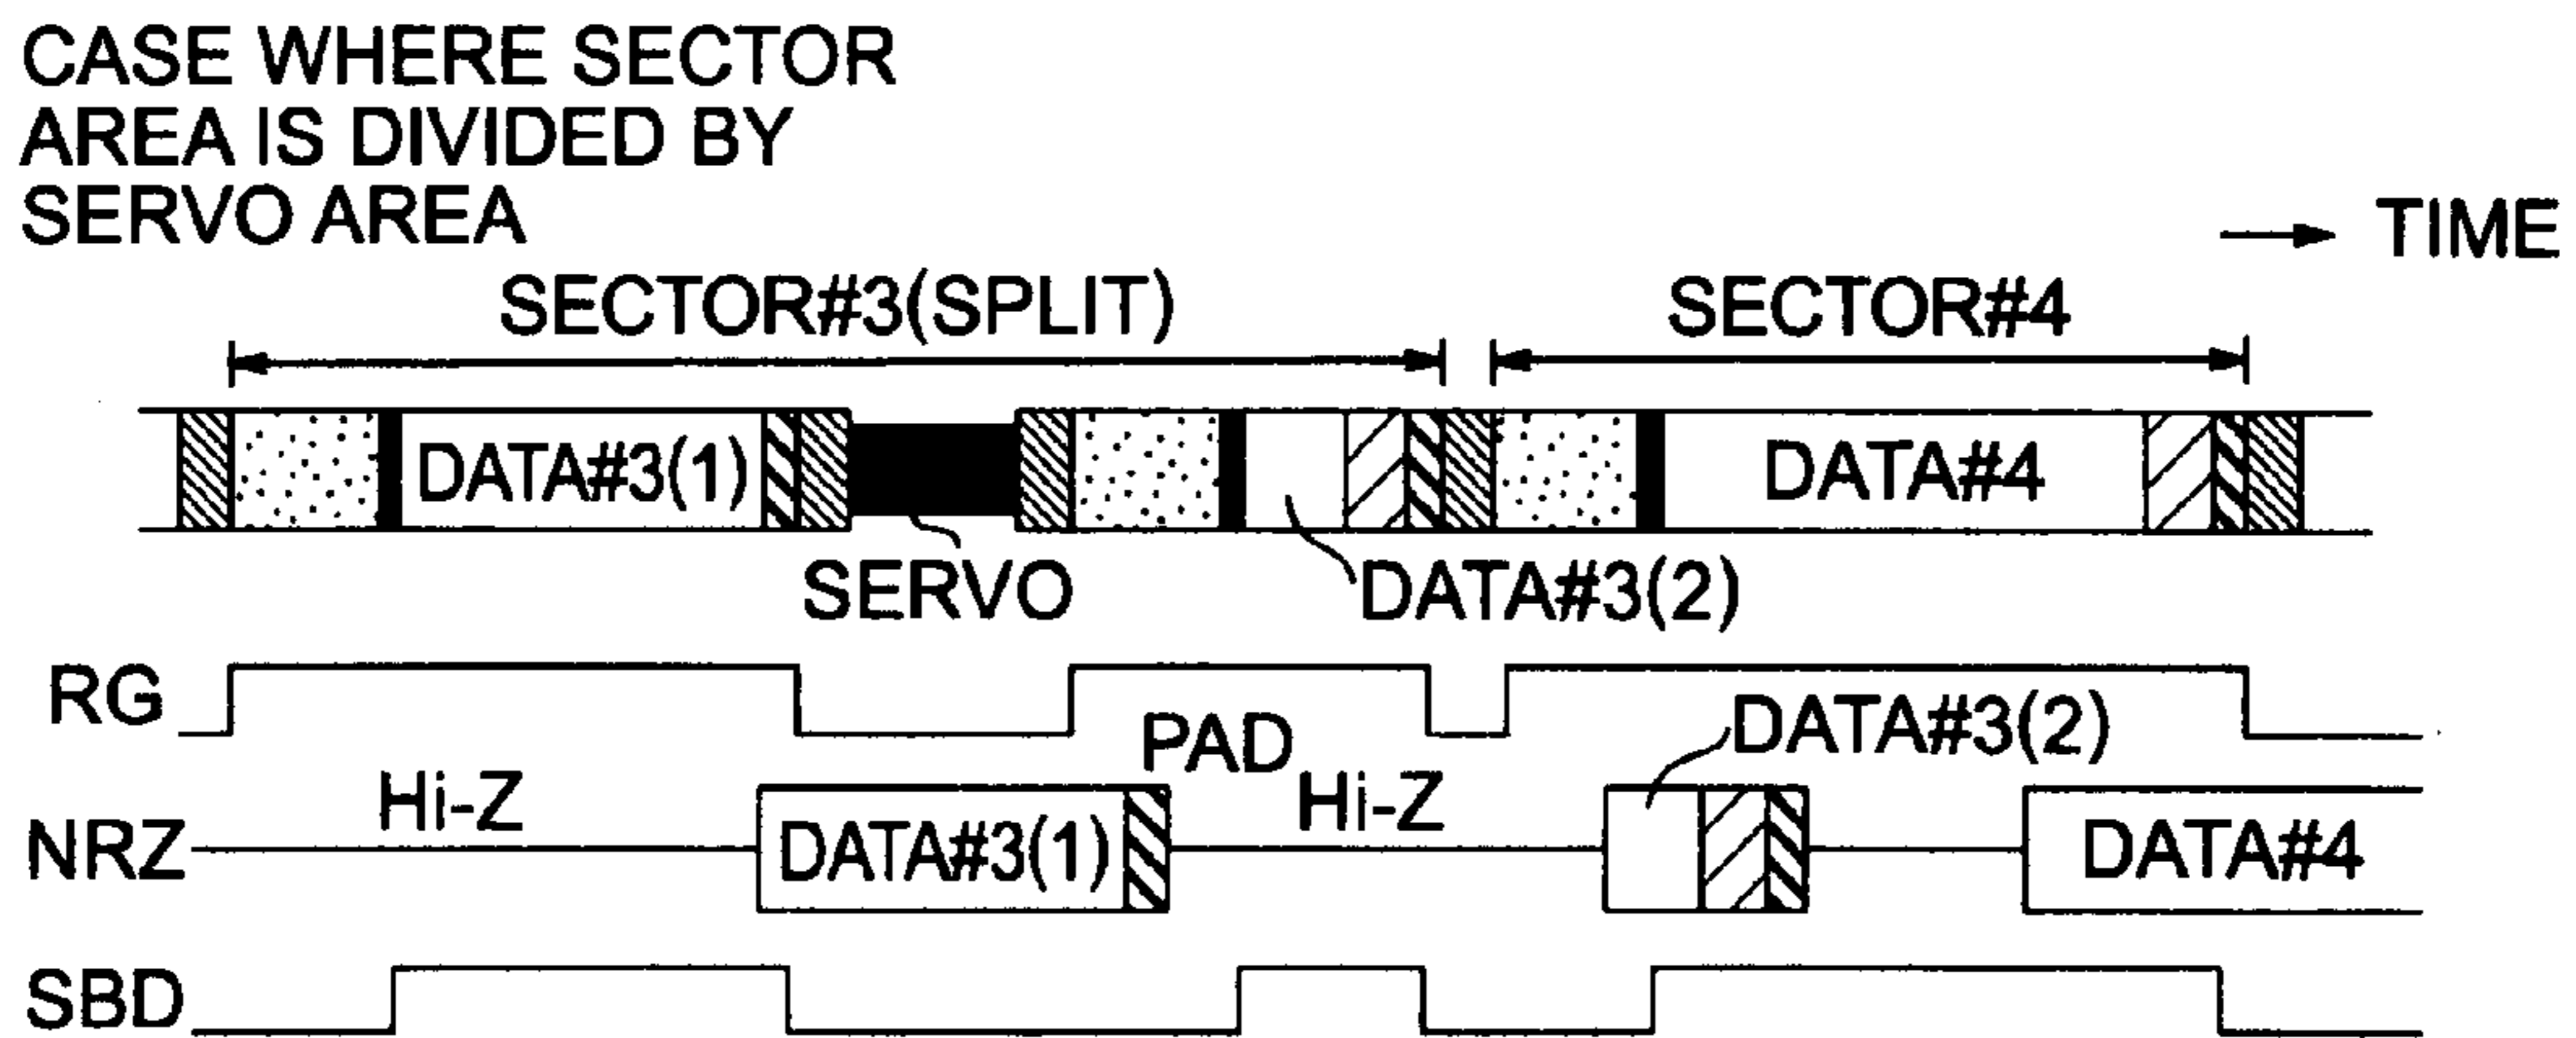 CASE WHERE SECTOR
AREA IS DIVIDED BY
SERVO AREA
TIME
SECTOR#3(SPLIT)
SECTOR#4
DATA#3(1)
DATA#4
SERVO
DATA#3(2)
RG
PAD
DATA#3(2)
Hi-Z
Hi-Z
NRZ
DATA#3(1)
DATA#4
SBD